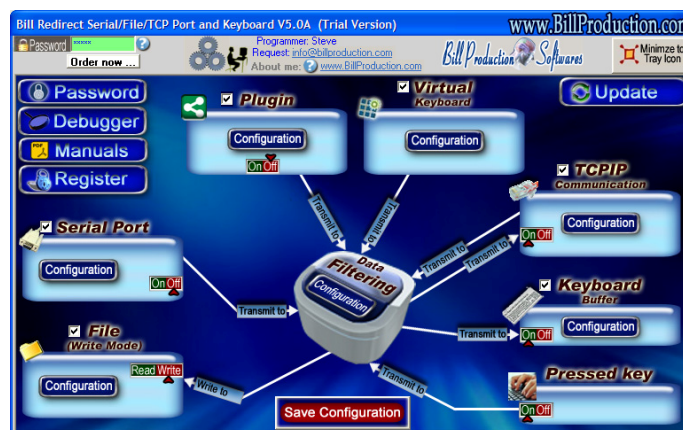 Bill Redirect Serial/File/TCP Port and Keyboard V5.0A (Trial Version)
www.BillProduction.com
Password
*****
Order now ...
Programmer: Steve
Request: info@billproduction.com
About me: www.BillProduction.com
Bill Production Softwares
Minimze to
Tray Icon
Password
Debugger
Manuals
Register
Update
Plugin
Configuration
On Off
Virtual
Keyboard
Configuration
TCPIP
Communication
Configuration
On Off
Serial Port
Configuration
On Off
Transmit to
Transmit to
Transmit to
Transmit to
Data
Filtering
Configuration
Transmit to
Keyboard
Buffer
Configuration
On Off
Transmit to
File
(Write Mode)
Read Write
Configuration
Write to
Transmit to
Pressed key
On Off
Save Configuration
PDF